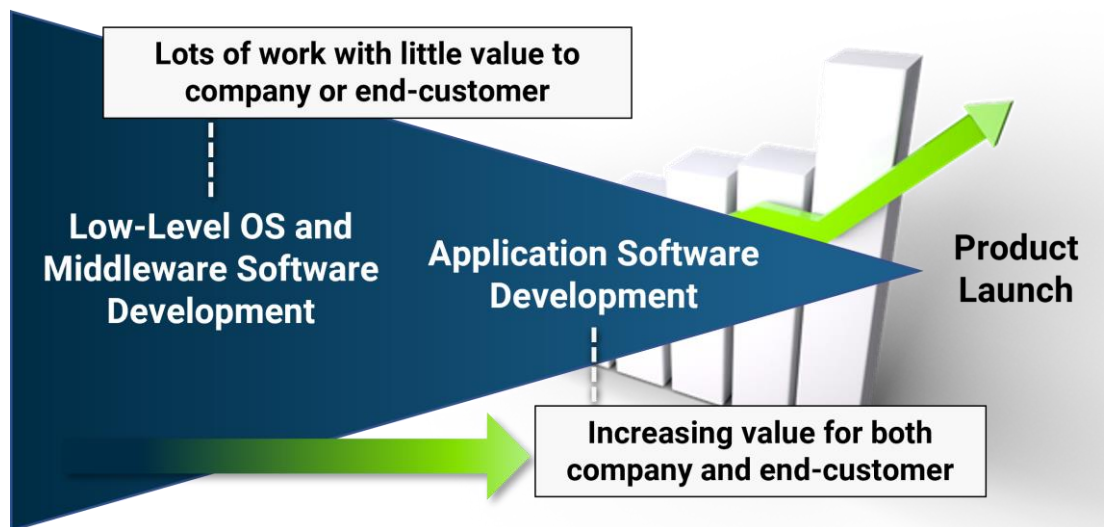 Lots of work with little value to
company or end-customer
Low-Level OS and
Middleware Software
Development
Application Software
Development
Product
Launch
Increasing value for both
company and end-customer